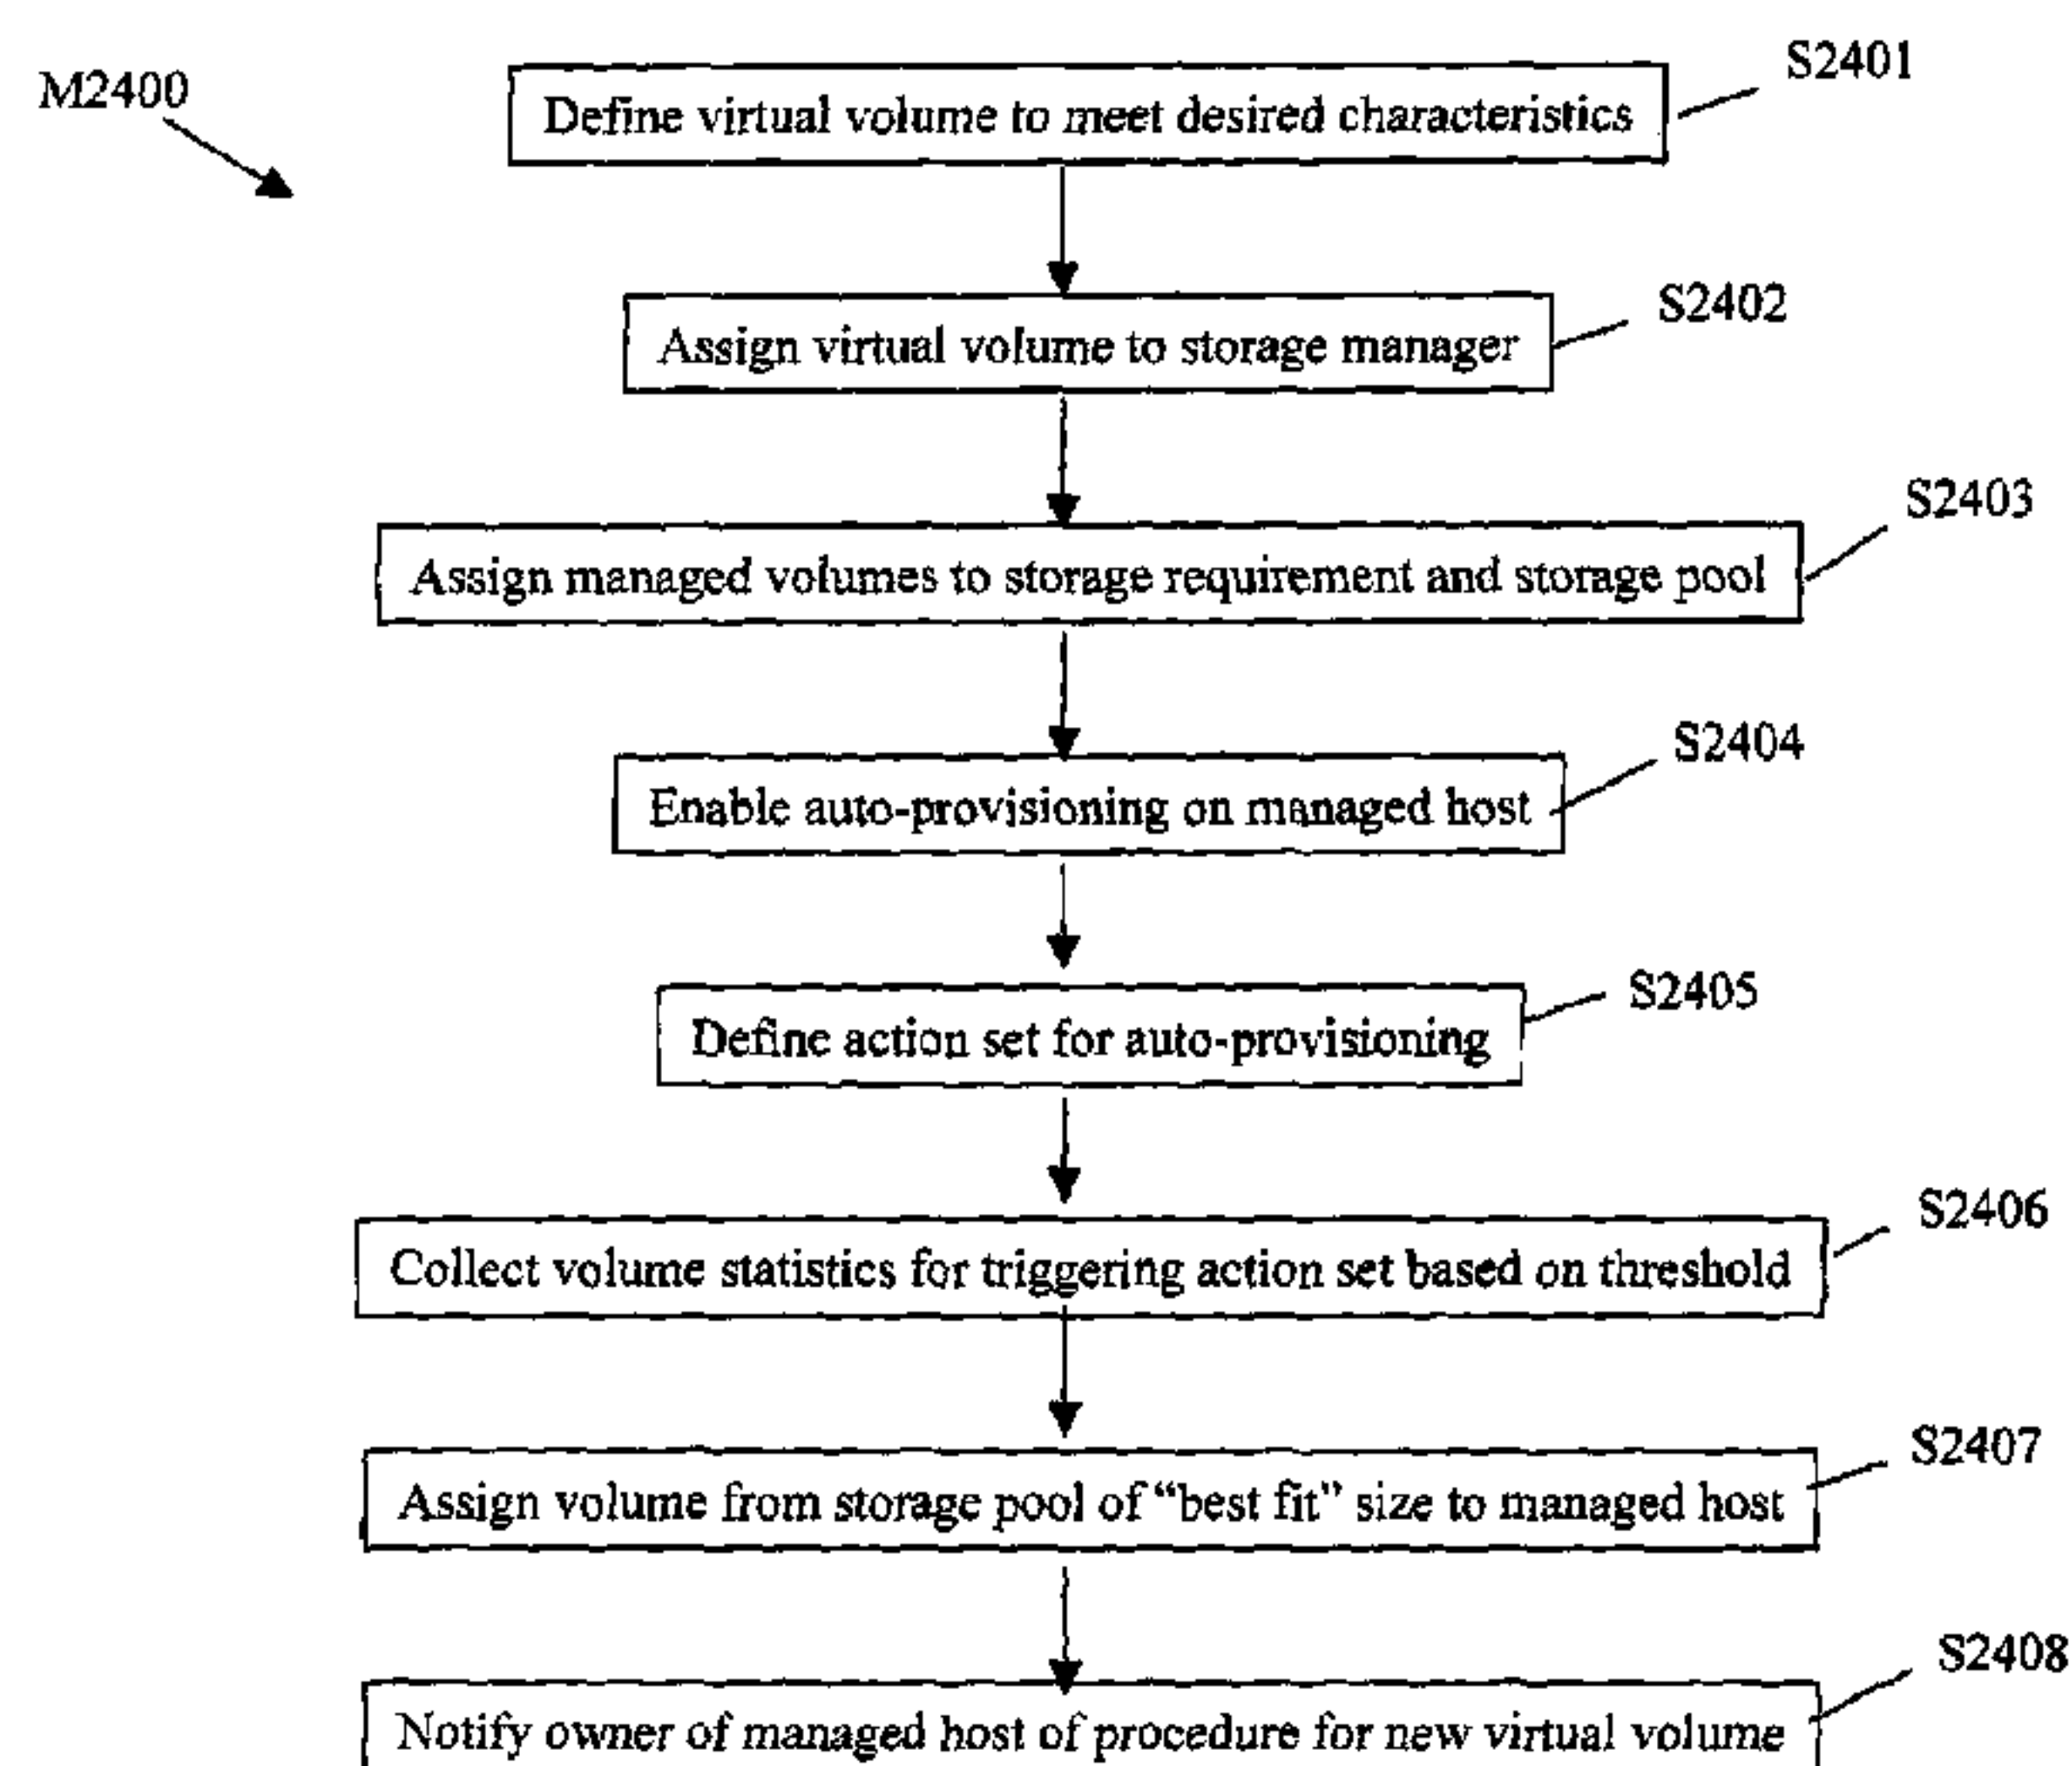 M2400
S2401
Define virtual volume to meet desired characteristics
S2402
Assign virtual volume to storage manager
S2403
Assign managed volumes to storage requirement and storage pool
S2404
Enable auto-provisioning on managed host
S2405
Define action set for auto-provisioning
S2406
Collect volume statistics for triggering action set based on threshold
S2407
Assign volume from storage pool of “best fit” size to managed host
S2408
Notify owner of managed host of procedure for new virtual volume